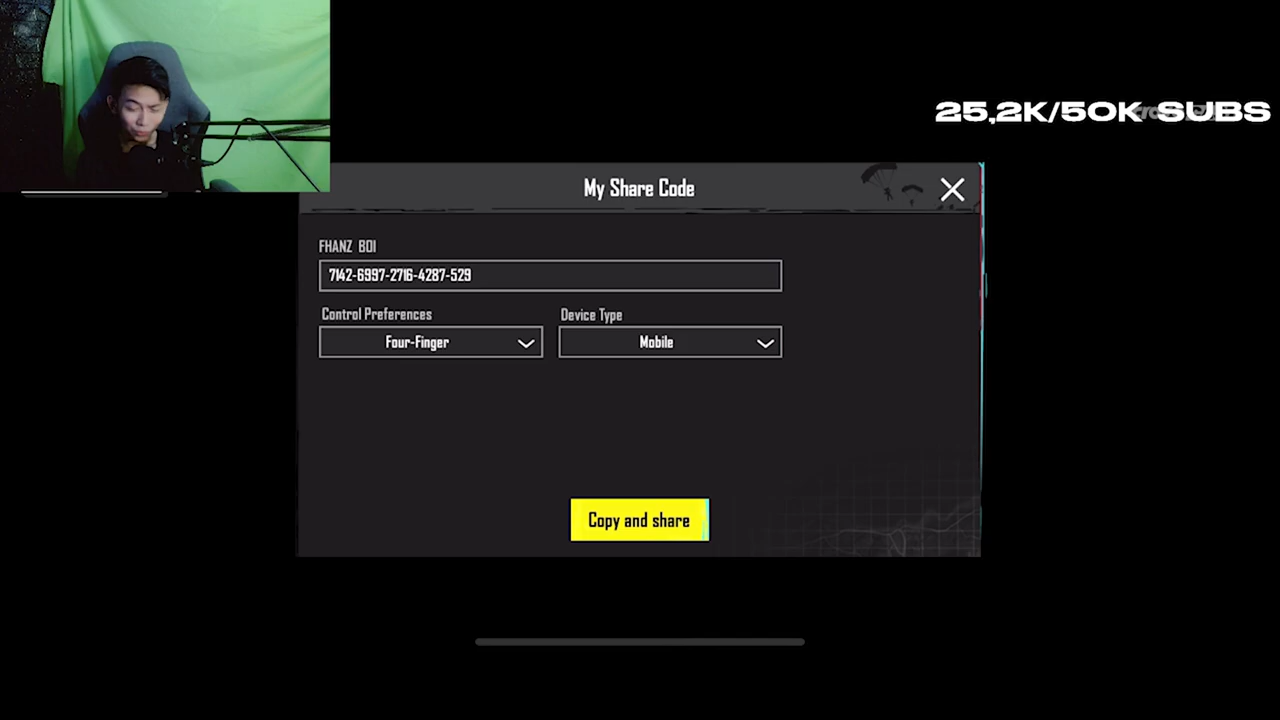 25,2K/50K SUBS
My Share Code
FHANZ BOI
7142-6997-2716-4287-529
Control Preferences
Device Type
Four-Finger
Mobile
Copy and share